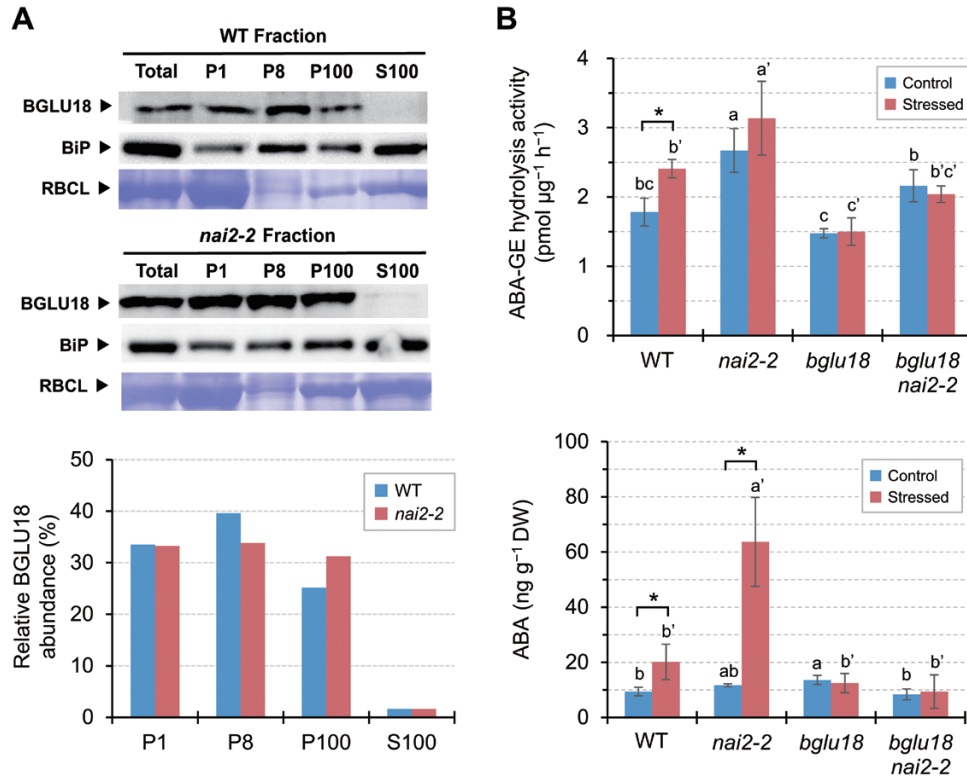 A
WT Fraction
Total P1 P8 P100 S100
BGLU18
BiP
RBCL
nai2-2 Fraction
Total P1 P8 P100 S100
BGLU18
BiP
RBCL
Relative BGLU18
abundance (%)
50
40
30
20
10
0
WT
nai2-2
P1 P8 P100 S100
B
ABA-GE hydrolysis activity
(pmol µg⁻¹ h⁻¹)
4
3
2
1
0
Control
Stressed
* bc b’
a a’
c c’
b b’c’
WT nai2-2 bglu18 bglu18
nai2-2
ABA (ng g⁻¹ DW)
100
80
60
40
20
0
Control
Stressed
* b b’
* ab a’
a b’
b b’
WT nai2-2 bglu18 bglu18
nai2-2